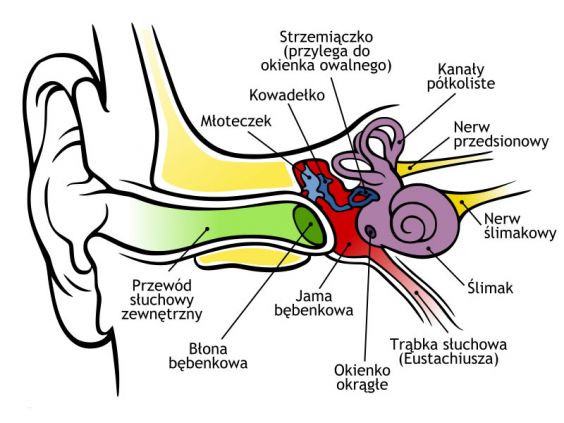 Strzemiączko
(przylega do
okienka owalnego)
Kowadełko
Młoteczek
Kanały
półkoliste
Nerw
przedsionowy
Nerw
ślimakowy
Ślimak
Przewód
słuchowy
zewnętrzny
Błona
bębenkowa
Jama
bębenkowa
Okienko
okrągłe
Trąbka słuchowa
(Eustachiusza)